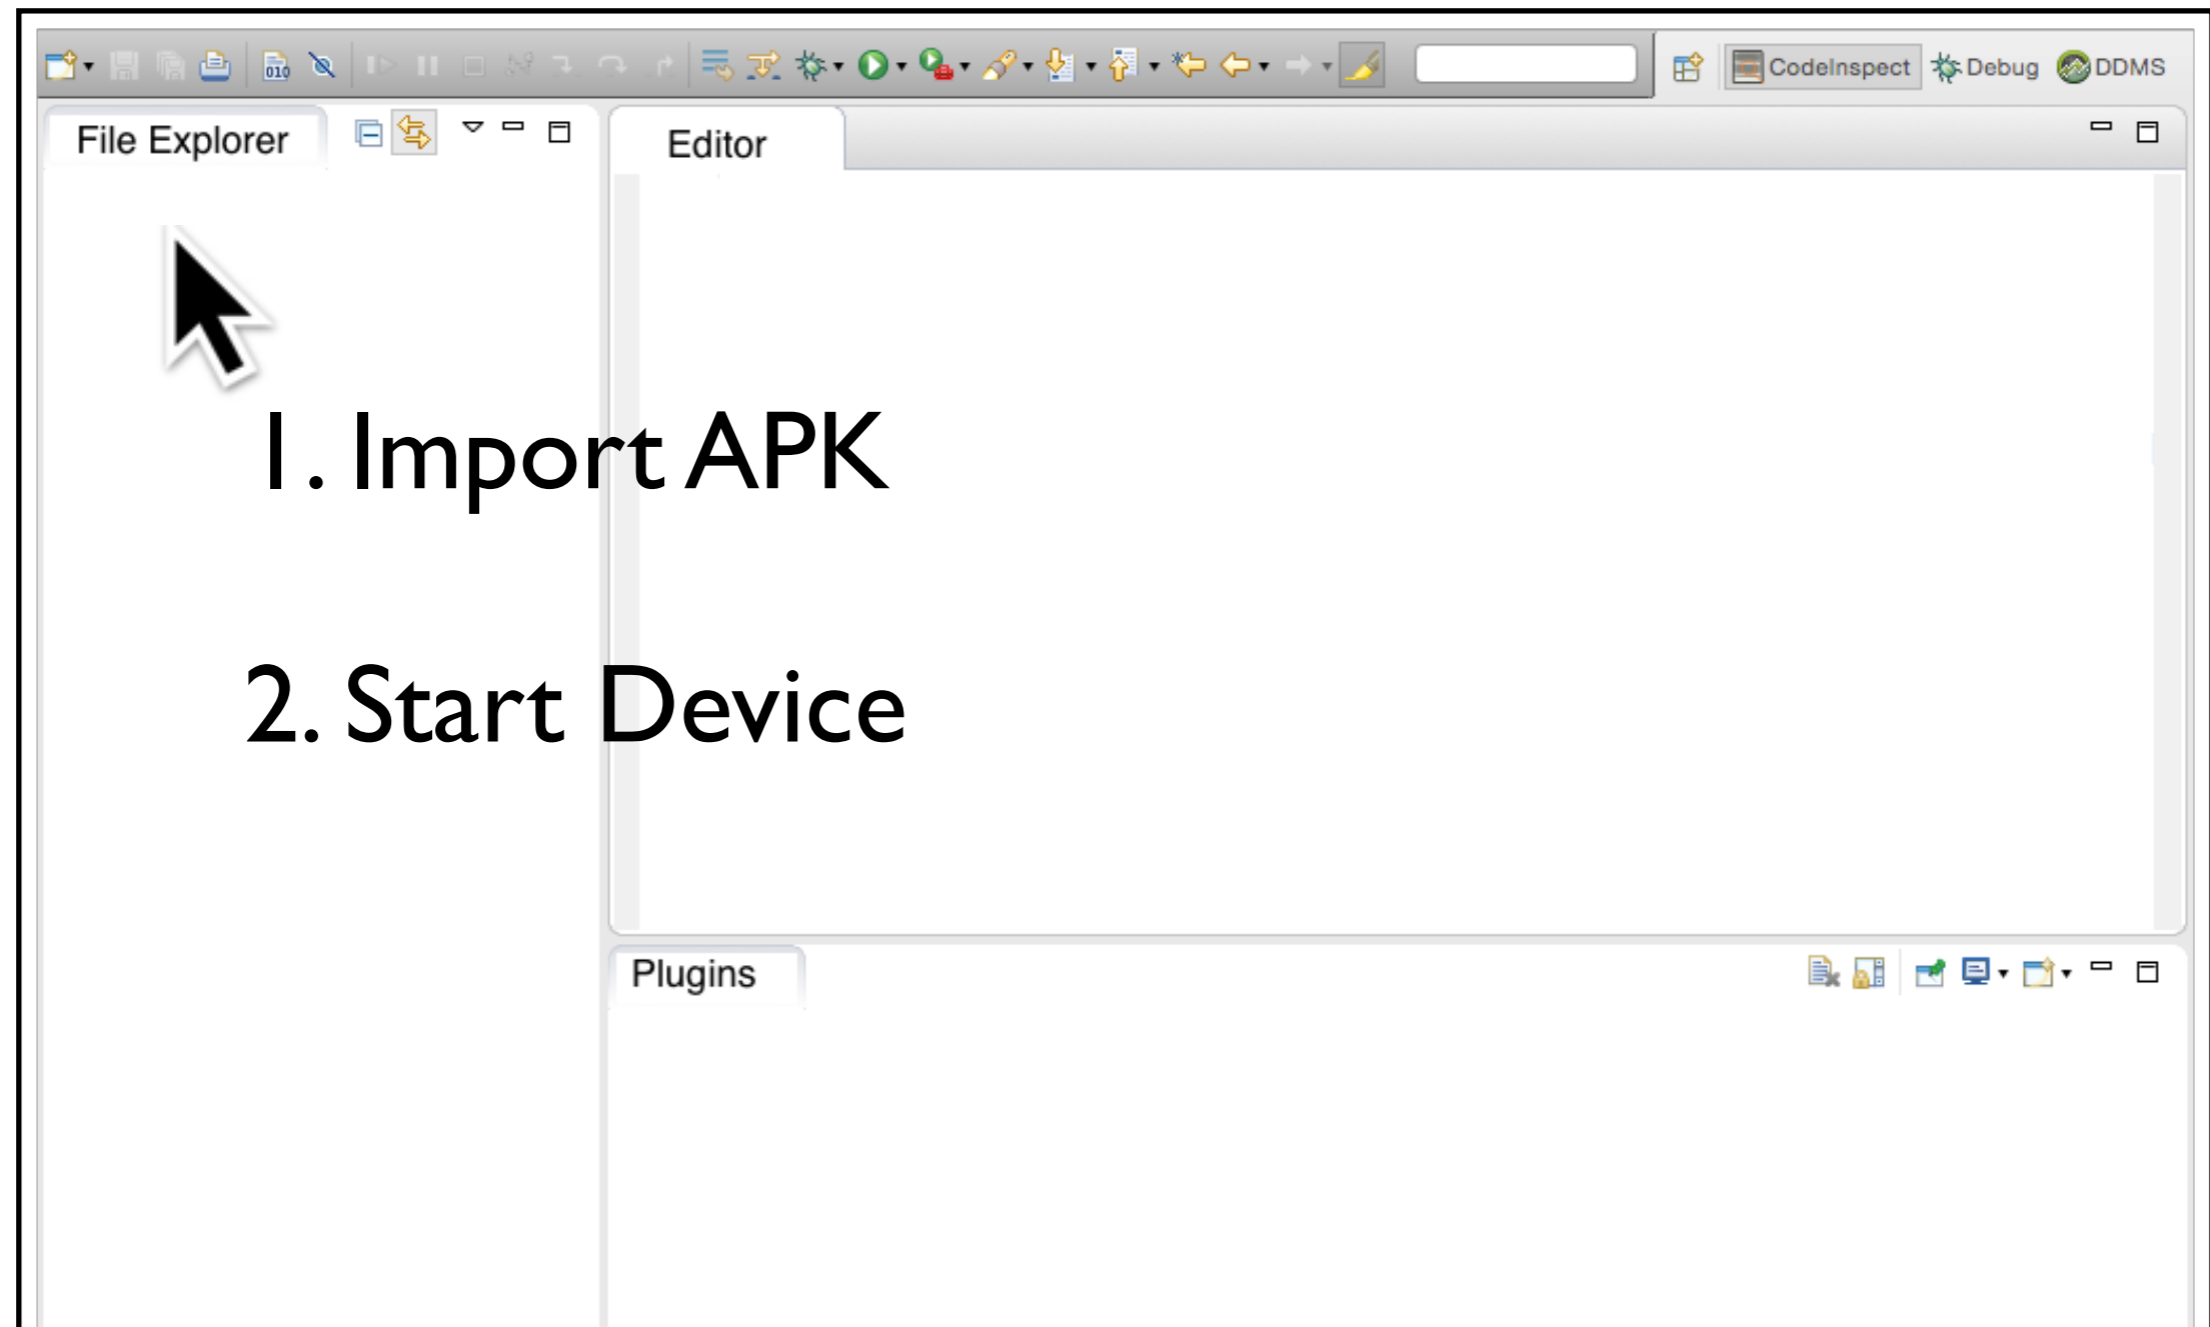 CodeInspect Debug DDMS
File Explorer
Editor
1. Import APK
2. Start Device
Plugins